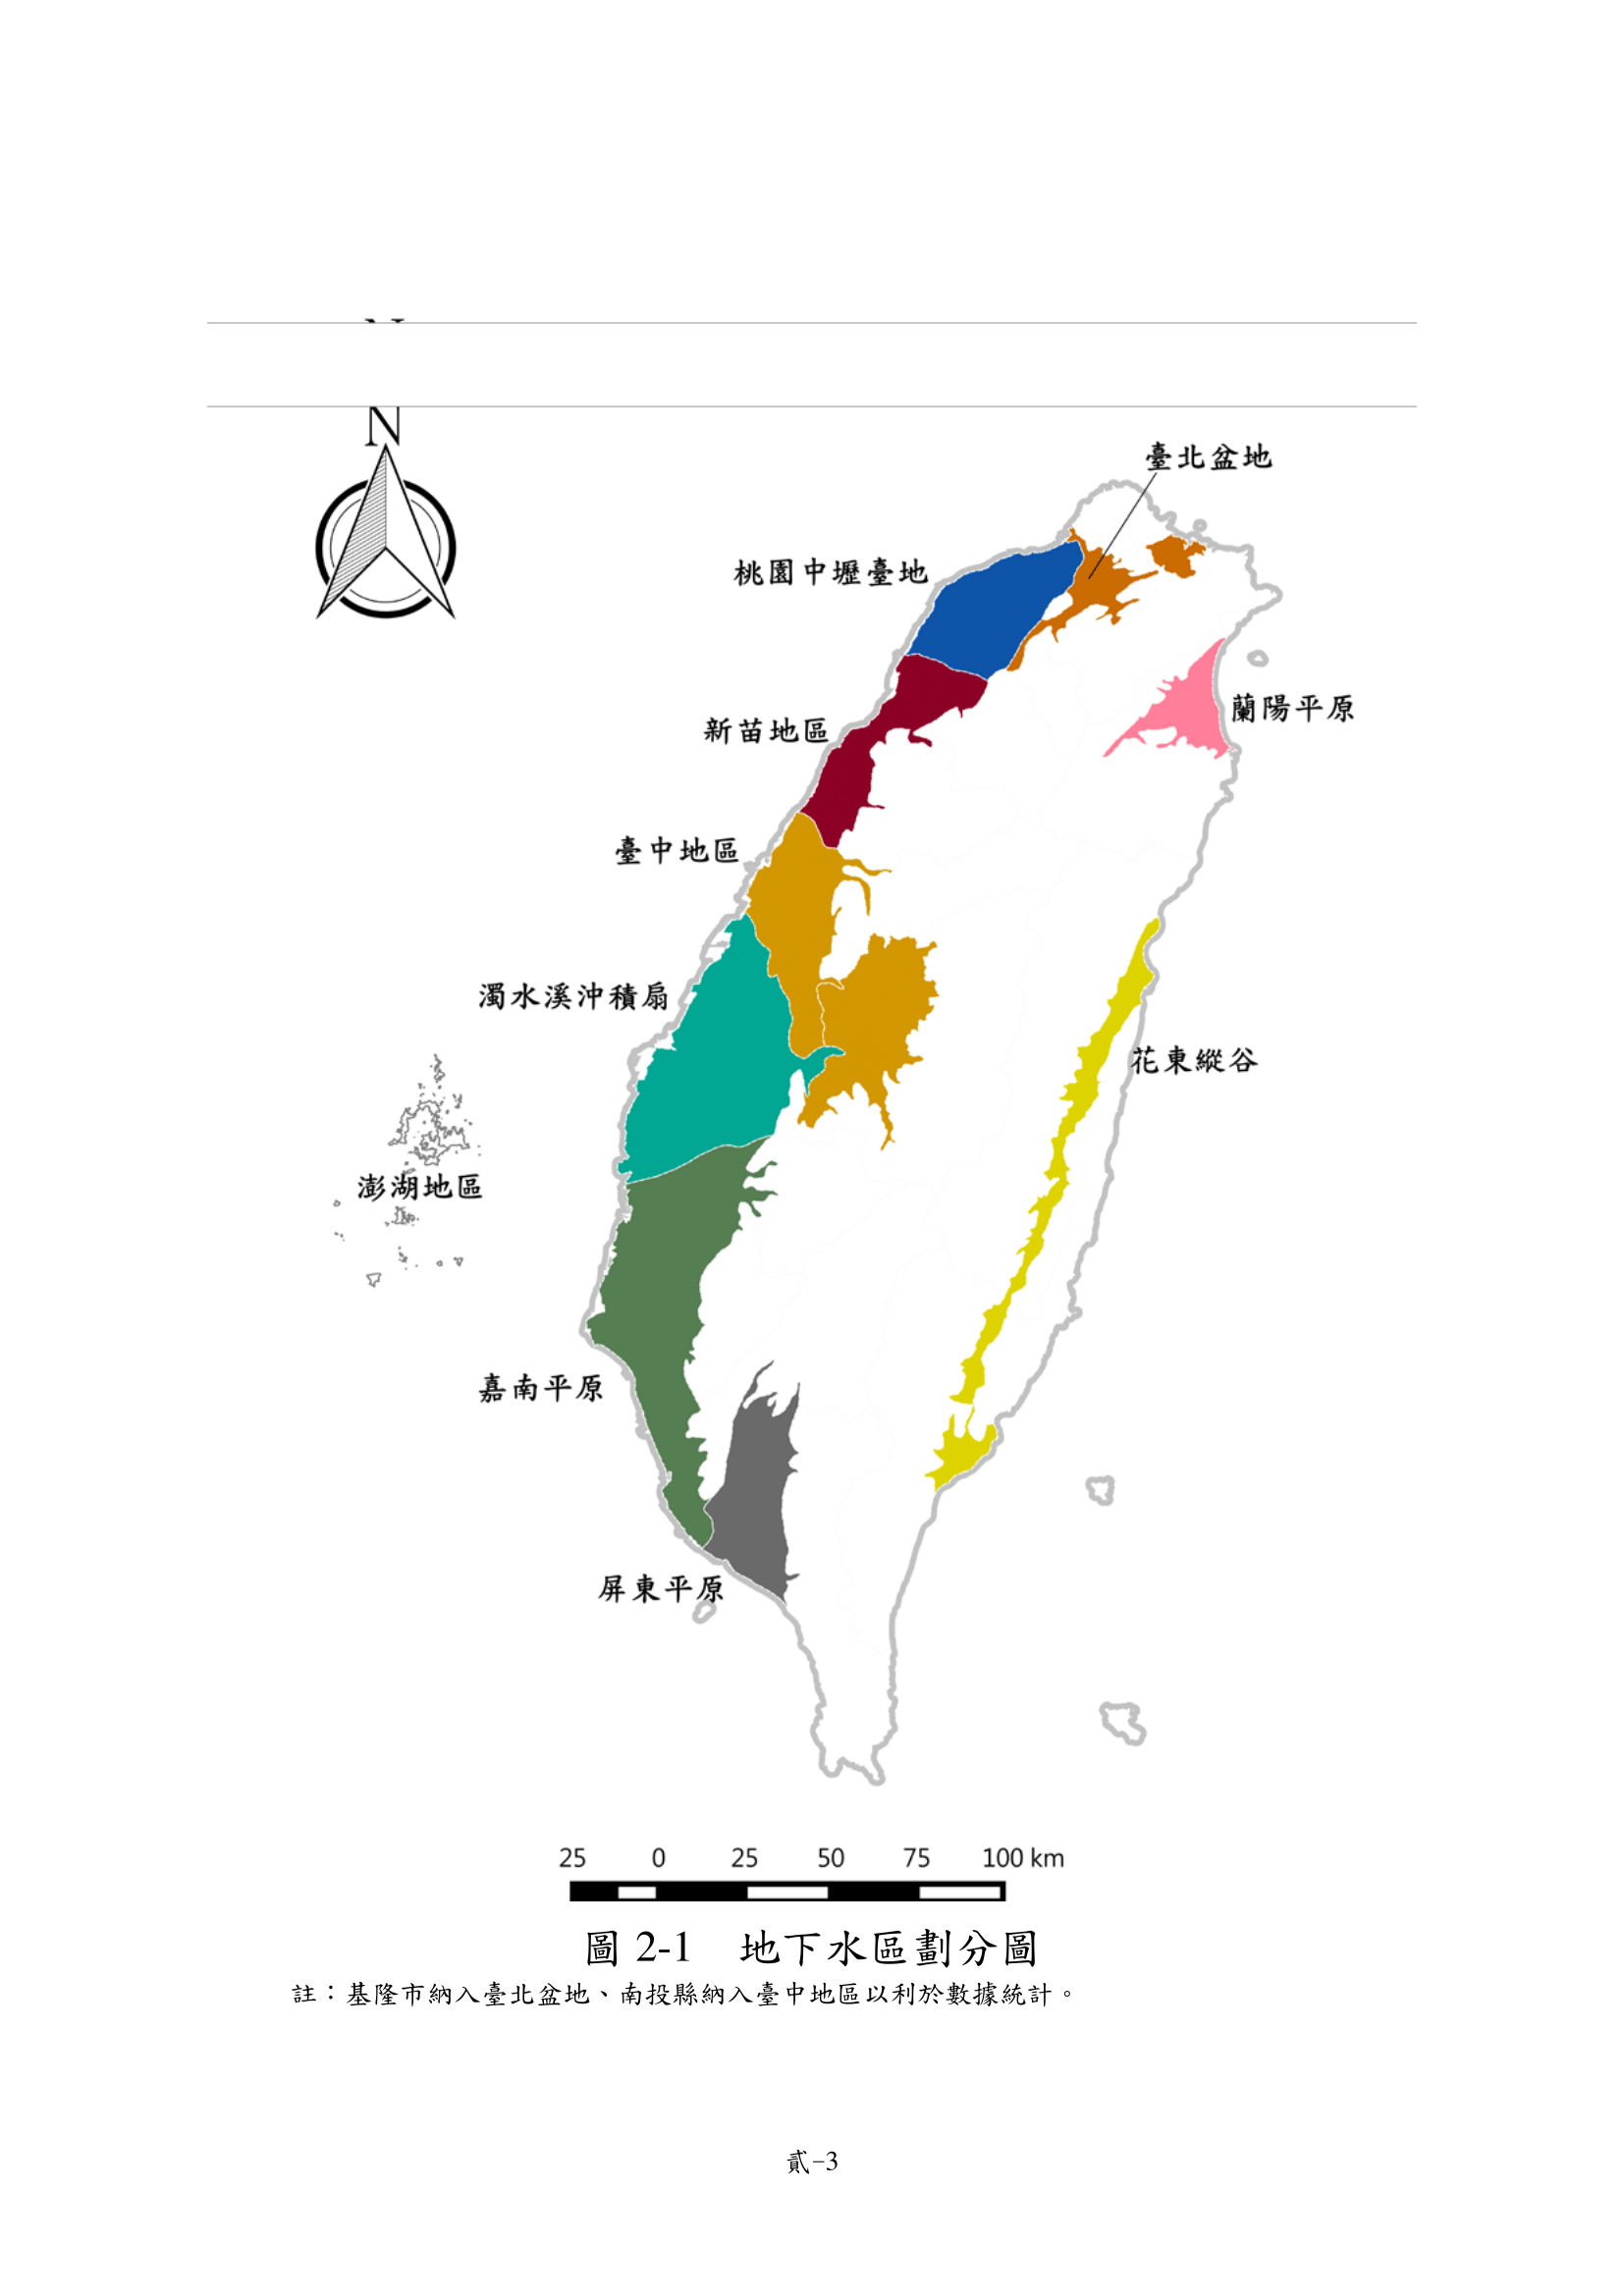 N
臺北盆地
桃園中壢臺地
蘭陽平原
新苗地區
臺中地區
濁水溪沖積扇
花東縱谷
澎湖地區
嘉南平原
屏東平原
25 0 25 50 75 100 km
圖 2-1 地下水區劃分圖
註：基隆市納入臺北盆地、南投縣納入臺中地區以利於數據統計。
貳-3